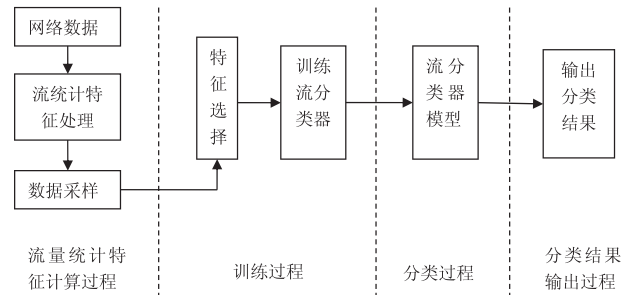 网络数据
流统计特
征处理
数据采样
特
征
选
择
训练
流分
类器
流分
类器
模型
输出
分类
结果
流量统计特
征计算过程
训练过程
分类过程
分类结果
输出过程